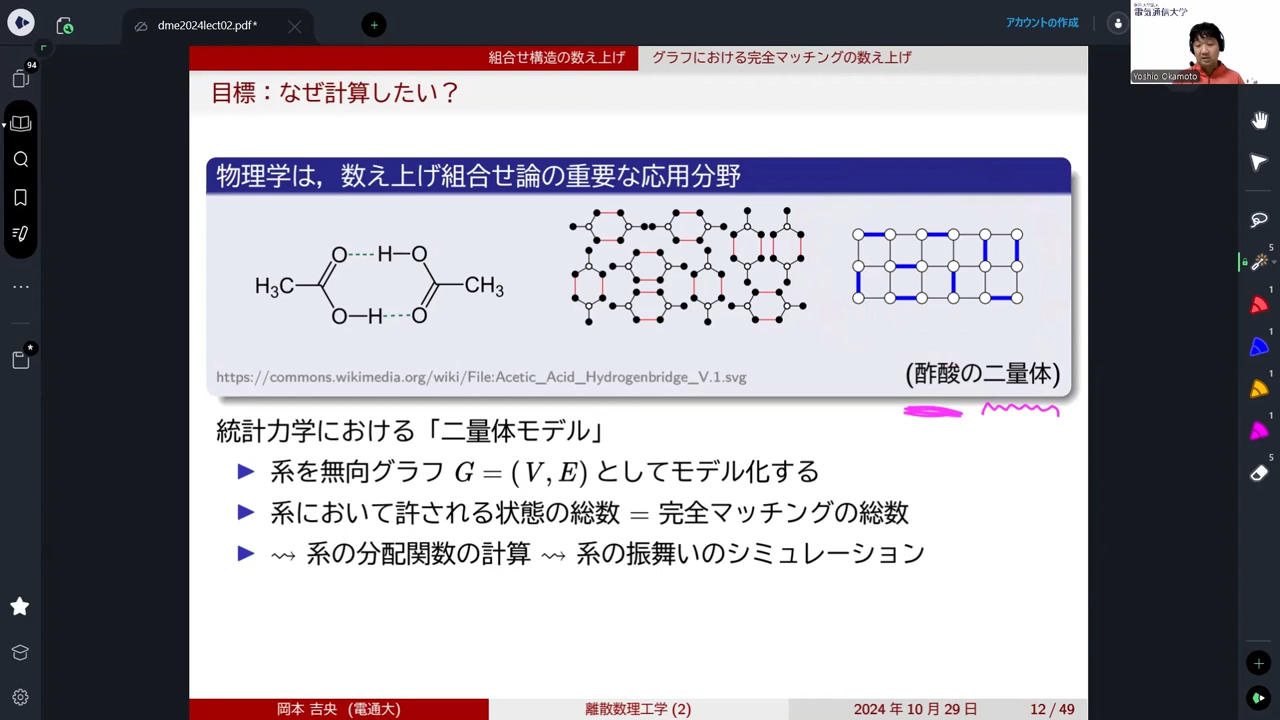 dme2024lect02.pdf*
アカウントの作成
電気通信大学
Yoshio Okamoto
94
組合せ構造の数え上げ
グラフにおける完全マッチングの数え上げ
目標：なぜ計算したい？
物理学は，数え上げ組合せ論の重要な応用分野
H₃C O H O CH₃ O H O
https://commons.wikimedia.org/wiki/File:Acetic_Acid_Hydrogenbridge_V.1.svg
(酢酸の二量体)
統計力学における「二量体モデル」
▶ 系を無向グラフ G = (V, E) としてモデル化する
▶ 系において許される状態の総数 = 完全マッチングの総数
▶ ⇝ 系の分配関数の計算 ⇝ 系の振舞いのシミュレーション
5
1
1
1
1
5
岡本 吉央 (電通大)
離散数理工学 (2)
2024 年 10 月 29 日
12 / 49